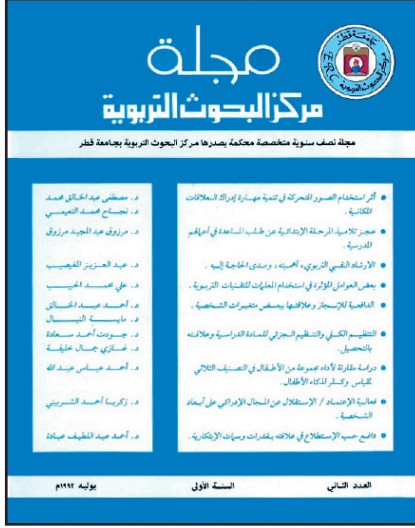 جامعة قطر
مركز البحوث التربوية
مجلة
مركز البحوث التربوية
مجلة نصف سنوية متخصصة محكمة يصدرها مركز البحوث التربوية بجامعة قطر
• أثر استخدام الصور المتحركة في تنمية مهارة إدراك العلاقات المكانية .
د. مصطفى عبد الخالق محمد
د. نجاح محمد النعيمي
• عجز تلاميذ المرحلة الإبتدائية عن طلب المساعدة في أعمالهم المدرسية .
د. مرزوق عبد المجيد مرزوق
• الارشاد النفسي التربوي، أهميته، ومدى الحاجة إليه .
د. عبد العزيز المغيصيب
• بعض العوامل المؤثرة في استخدام المعلمات للتقنيات التربوية .
د. علي محمد الحبيب
• الدافعية للإنجاز وعلاقتها ببعض متغيرات الشخصية .
د. أحمد عبد الخالق
د. مايسة النيال
• التنظيم الكلي والتنظيم الجزئي للمادة الدراسية وعلاقته بالتحصيل .
د. جودت أحمد سعادة
د. غازي جمال خليفة
• دراسة مقارنة لأداء مجموعة من الأطفال في التصنيف الثلاثي لمقياس وكسلر لذكاء الأطفال .
د. أحمد عباس عبد الله
• فعالية الإعتماد / الإستقلال عن المجال الإدراكي على أبعاد الشخصية .
د. زكريا أحمد الشربيني
• دافع حب الإستطلاع في علاقته بقدرات وسمات الإبتكارية .
د. أحمد عبد اللطيف عبادة
العدد الثاني السنة الأولى يوليه ١٩٩٢م